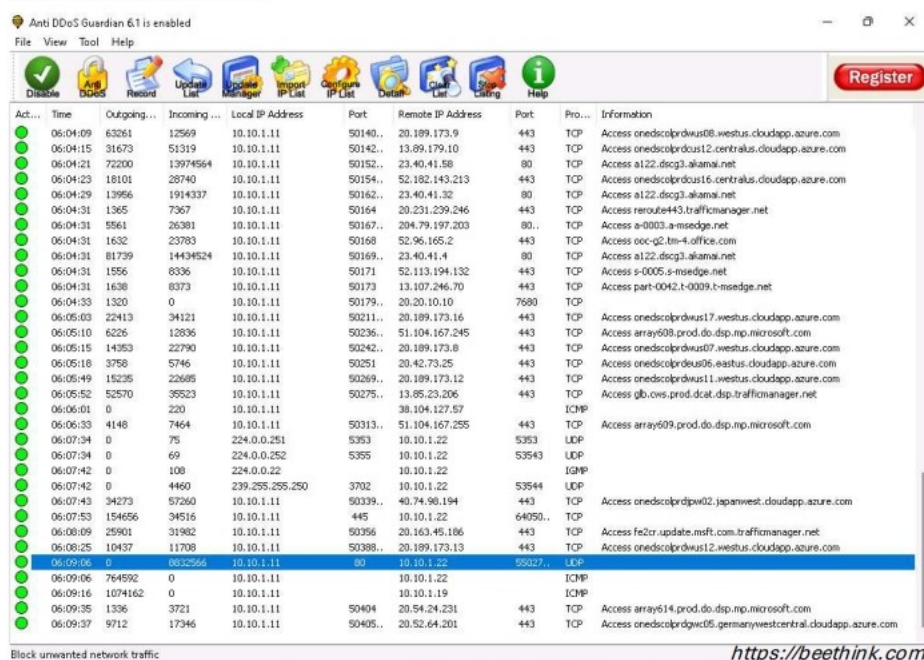 Anti DDoS Guardian 6.1 is enabled
File View Tool Help
Disable Anti DDoS Record Update List Update Manager Import IP List Configure IP List Detail Clear List Stop Listing Help Register
Act... Time Outgoing... Incoming ... Local IP Address Port Remote IP Address Port Pro... Information
06:04:09 63261 12569 10.10.1.11 50140.. 20.189.173.9 443 TCP Access onedscolprdwus08.westus.cloudapp.azure.com
06:04:15 31673 51319 10.10.1.11 50142.. 13.89.179.10 443 TCP Access onedscolprdcus12.centralus.cloudapp.azure.com
06:04:21 72200 13974564 10.10.1.11 50152.. 23.40.41.58 80 TCP Access a122.dscg3.akamai.net
06:04:23 18101 28740 10.10.1.11 50154.. 52.182.143.213 443 TCP Access onedscolprdcus16.centralus.cloudapp.azure.com
06:04:29 13956 1914337 10.10.1.11 50162.. 23.40.41.32 80 TCP Access a122.dscg3.akamai.net
06:04:31 1365 7367 10.10.1.11 50164 20.231.239.246 443 TCP Access reroute443.trafficmanager.net
06:04:31 5561 26381 10.10.1.11 50167.. 204.79.197.203 80.. TCP Access a-0003.a-msedge.net
06:04:31 1632 23783 10.10.1.11 50168 52.96.165.2 443 TCP Access ooc-g2.tm-4.office.com
06:04:31 81739 14434524 10.10.1.11 50169.. 23.40.41.4 80 TCP Access a122.dscg3.akamai.net
06:04:31 1556 8336 10.10.1.11 50171 52.113.194.132 443 TCP Access s-0005.s-msedge.net
06:04:31 1638 8373 10.10.1.11 50173 13.107.246.70 443 TCP Access part-0042.t-0009.t-msedge.net
06:04:33 1320 0 10.10.1.11 50179.. 20.20.10.10 7680 TCP
06:05:03 22413 34121 10.10.1.11 50211.. 20.189.173.16 443 TCP Access onedscolprdwus17.westus.cloudapp.azure.com
06:05:10 6226 12836 10.10.1.11 50236.. 51.104.167.245 443 TCP Access array608.prod.do.dsp.mp.microsoft.com
06:05:15 14353 22790 10.10.1.11 50242.. 20.189.173.8 443 TCP Access onedscolprdwus07.westus.cloudapp.azure.com
06:05:18 3758 5746 10.10.1.11 50251 20.42.73.25 443 TCP Access onedscolprdeus06.eastus.cloudapp.azure.com
06:05:49 15235 22685 10.10.1.11 50269.. 20.189.173.12 443 TCP Access onedscolprdwus11.westus.cloudapp.azure.com
06:05:52 52570 35523 10.10.1.11 50275.. 13.85.23.206 443 TCP Access glb.cws.prod.dcat.dsp.trafficmanager.net
06:06:01 0 220 10.10.1.11 38.104.127.57 ICMP
06:06:33 4148 7464 10.10.1.11 50313.. 51.104.167.255 443 TCP Access array609.prod.do.dsp.mp.microsoft.com
06:07:34 0 75 224.0.0.251 5353 10.10.1.22 5353 UDP
06:07:34 0 69 224.0.0.252 5355 10.10.1.22 53543 UDP
06:07:42 0 108 224.0.0.22 10.10.1.22 IGMP
06:07:42 0 4460 239.255.255.250 3702 10.10.1.22 53544 UDP
06:07:43 34273 57260 10.10.1.11 50339.. 40.74.98.194 443 TCP Access onedscolprdjpw02.japanwest.cloudapp.azure.com
06:07:53 154656 34516 10.10.1.11 445 10.10.1.22 64050.. TCP
06:08:09 25901 31982 10.10.1.11 50356 20.163.45.186 443 TCP Access fe2cr.update.msft.com.trafficmanager.net
06:08:25 10437 11708 10.10.1.11 50388.. 20.189.173.13 443 TCP Access onedscolprdwus12.westus.cloudapp.azure.com
06:09:06 0 8832566 10.10.1.11 80 10.10.1.22 55027.. UDP
06:09:06 764592 0 10.10.1.11 10.10.1.22 ICMP
06:09:16 1074162 0 10.10.1.11 10.10.1.19 ICMP
06:09:35 1336 3721 10.10.1.11 50404 20.54.24.231 443 TCP Access array614.prod.do.dsp.mp.microsoft.com
06:09:37 9712 17346 10.10.1.11 50405.. 20.52.64.201 443 TCP Access onedscolprdgwc05.germanywestcentral.cloudapp.azure.com
Block unwanted network traffic
https://beethink.com